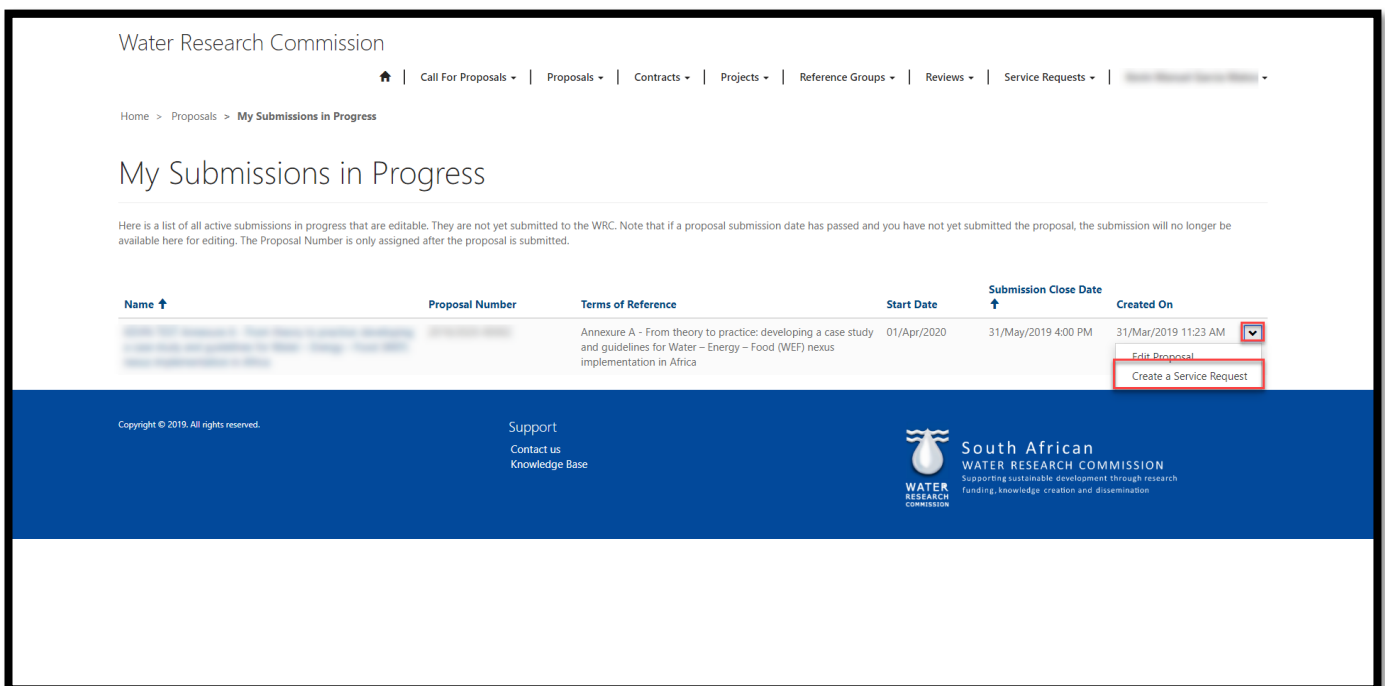 Water Research Commission
Call For Proposals
Proposals
Contracts
Projects
Reference Groups
Reviews
Service Requests
Home > Proposals > My Submissions in Progress
My Submissions in Progress
Here is a list of all active submissions in progress that are editable. They are not yet submitted to the WRC. Note that if a proposal submission date has passed and you have not yet submitted the proposal, the submission will no longer be
available here for editing. The Proposal Number is only assigned after the proposal is submitted.
Name Proposal Number Terms of Reference Start Date Submission Close Date Created On
Annexure A - From theory to practice: developing a case study 01/Apr/2020 31/May/2019 4:00 PM 31/Mar/2019 11:23 AM
and guidelines for Water – Energy – Food (WEF) nexus
implementation in Africa
Edit Proposal
Create a Service Request
Copyright © 2019. All rights reserved.
Support
Contact us
Knowledge Base
WATER
RESEARCH
COMMISSION
South African
WATER RESEARCH COMMISSION
Supporting sustainable development through research
funding, knowledge creation and dissemination